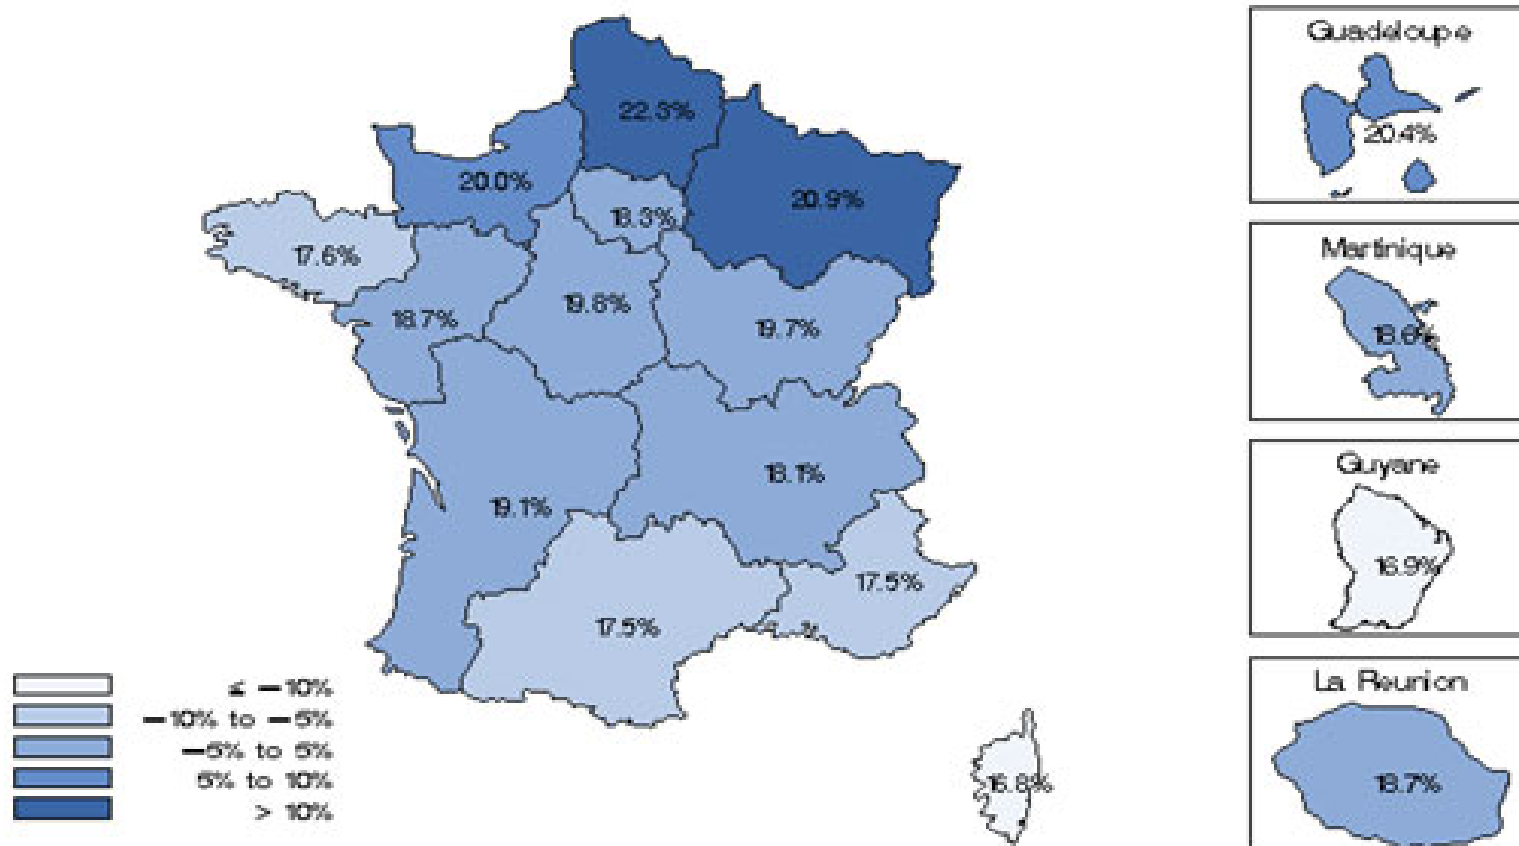 22.3%
20.0%
20.9%
18.3%
17.6%
18.7%
19.7%
18.1%
19.1%
17.5%
17.5%
16.8%
≤ −10%
−10% to −5%
−5% to 5%
5% to 10%
> 10%
Guadeloupe
20.4%
Martinique
18.6%
Guyane
16.9%
La Reunion
18.7%